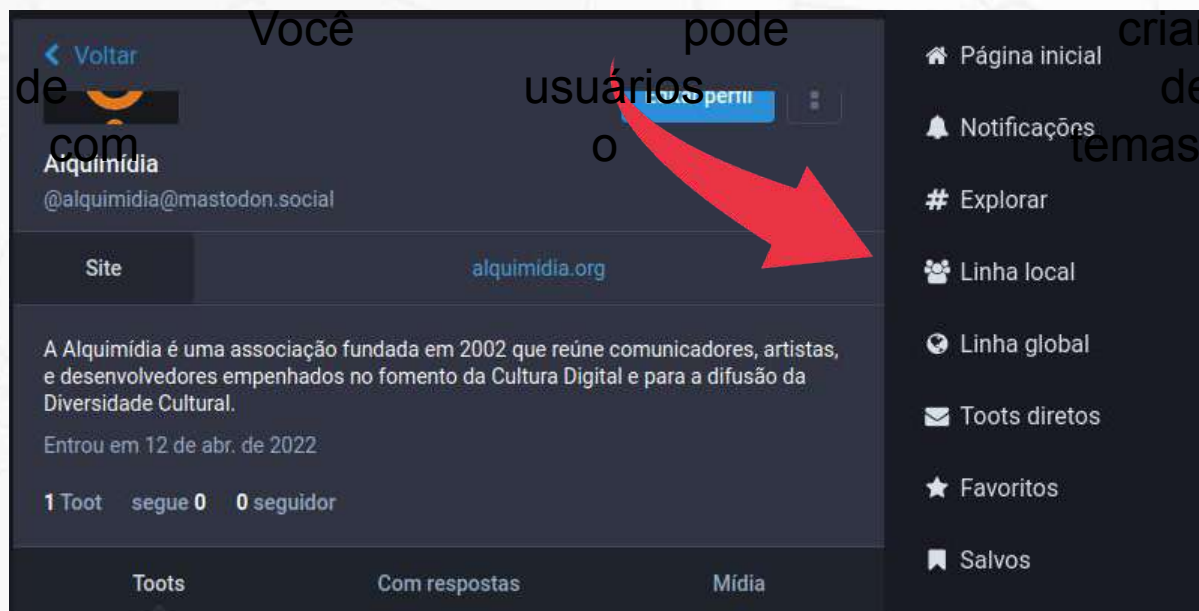 Você pode criar
Voltar
de usuários de
Editar perfil
com o temas
Alquimídia
@alquimidia@mastodon.social
Site alquimidia.org
A Alquimídia é uma associação fundada em 2002 que reúne comunicadores, artistas,
e desenvolvedores empenhados no fomento da Cultura Digital e para a difusão da
Diversidade Cultural.
Entrou em 12 de abr. de 2022
1 Toot segue 0 0 seguidor
Toots Com respostas Mídia
Página inicial
Notificações
# Explorar
Linha local
Linha global
Toots diretos
Favoritos
Salvos